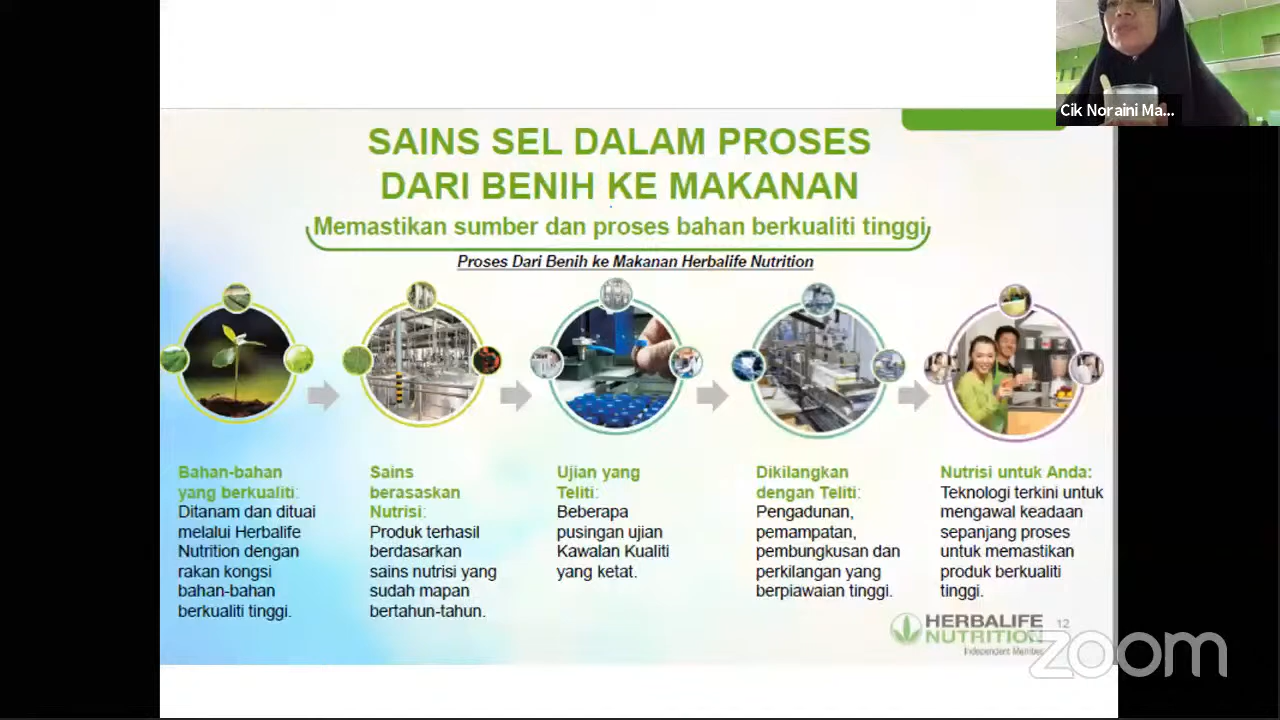 Cik Noraini Ma...
SAINS SEL DALAM PROSES
DARI BENIH KE MAKANAN
Memastikan sumber dan proses bahan berkualiti tinggi
Proses Dari Benih ke Makanan Herbalife Nutrition
Bahan-bahan
yang berkualiti:
Ditanam dan dituai
melalui Herbalife
Nutrition dengan
rakan kongsi
bahan-bahan
berkualiti tinggi.
Sains
berasaskan
Nutrisi:
Produk terhasil
berdasarkan
sains nutrisi yang
sudah mapan
bertahun-tahun.
Ujian yang
Teliti:
Beberapa
pusingan ujian
Kawalan Kualiti
yang ketat.
Dikilangkan
dengan Teliti:
Pengadunan,
pemampatan,
pembungkusan dan
perkilangan yang
berpiawaian tinggi.
Nutrisi untuk Anda:
Teknologi terkini untuk
mengawal keadaan
sepanjang proses
untuk memastikan
produk berkualiti
tinggi.
HERBALIFE
NUTRITION
Independent Member
12
zoom